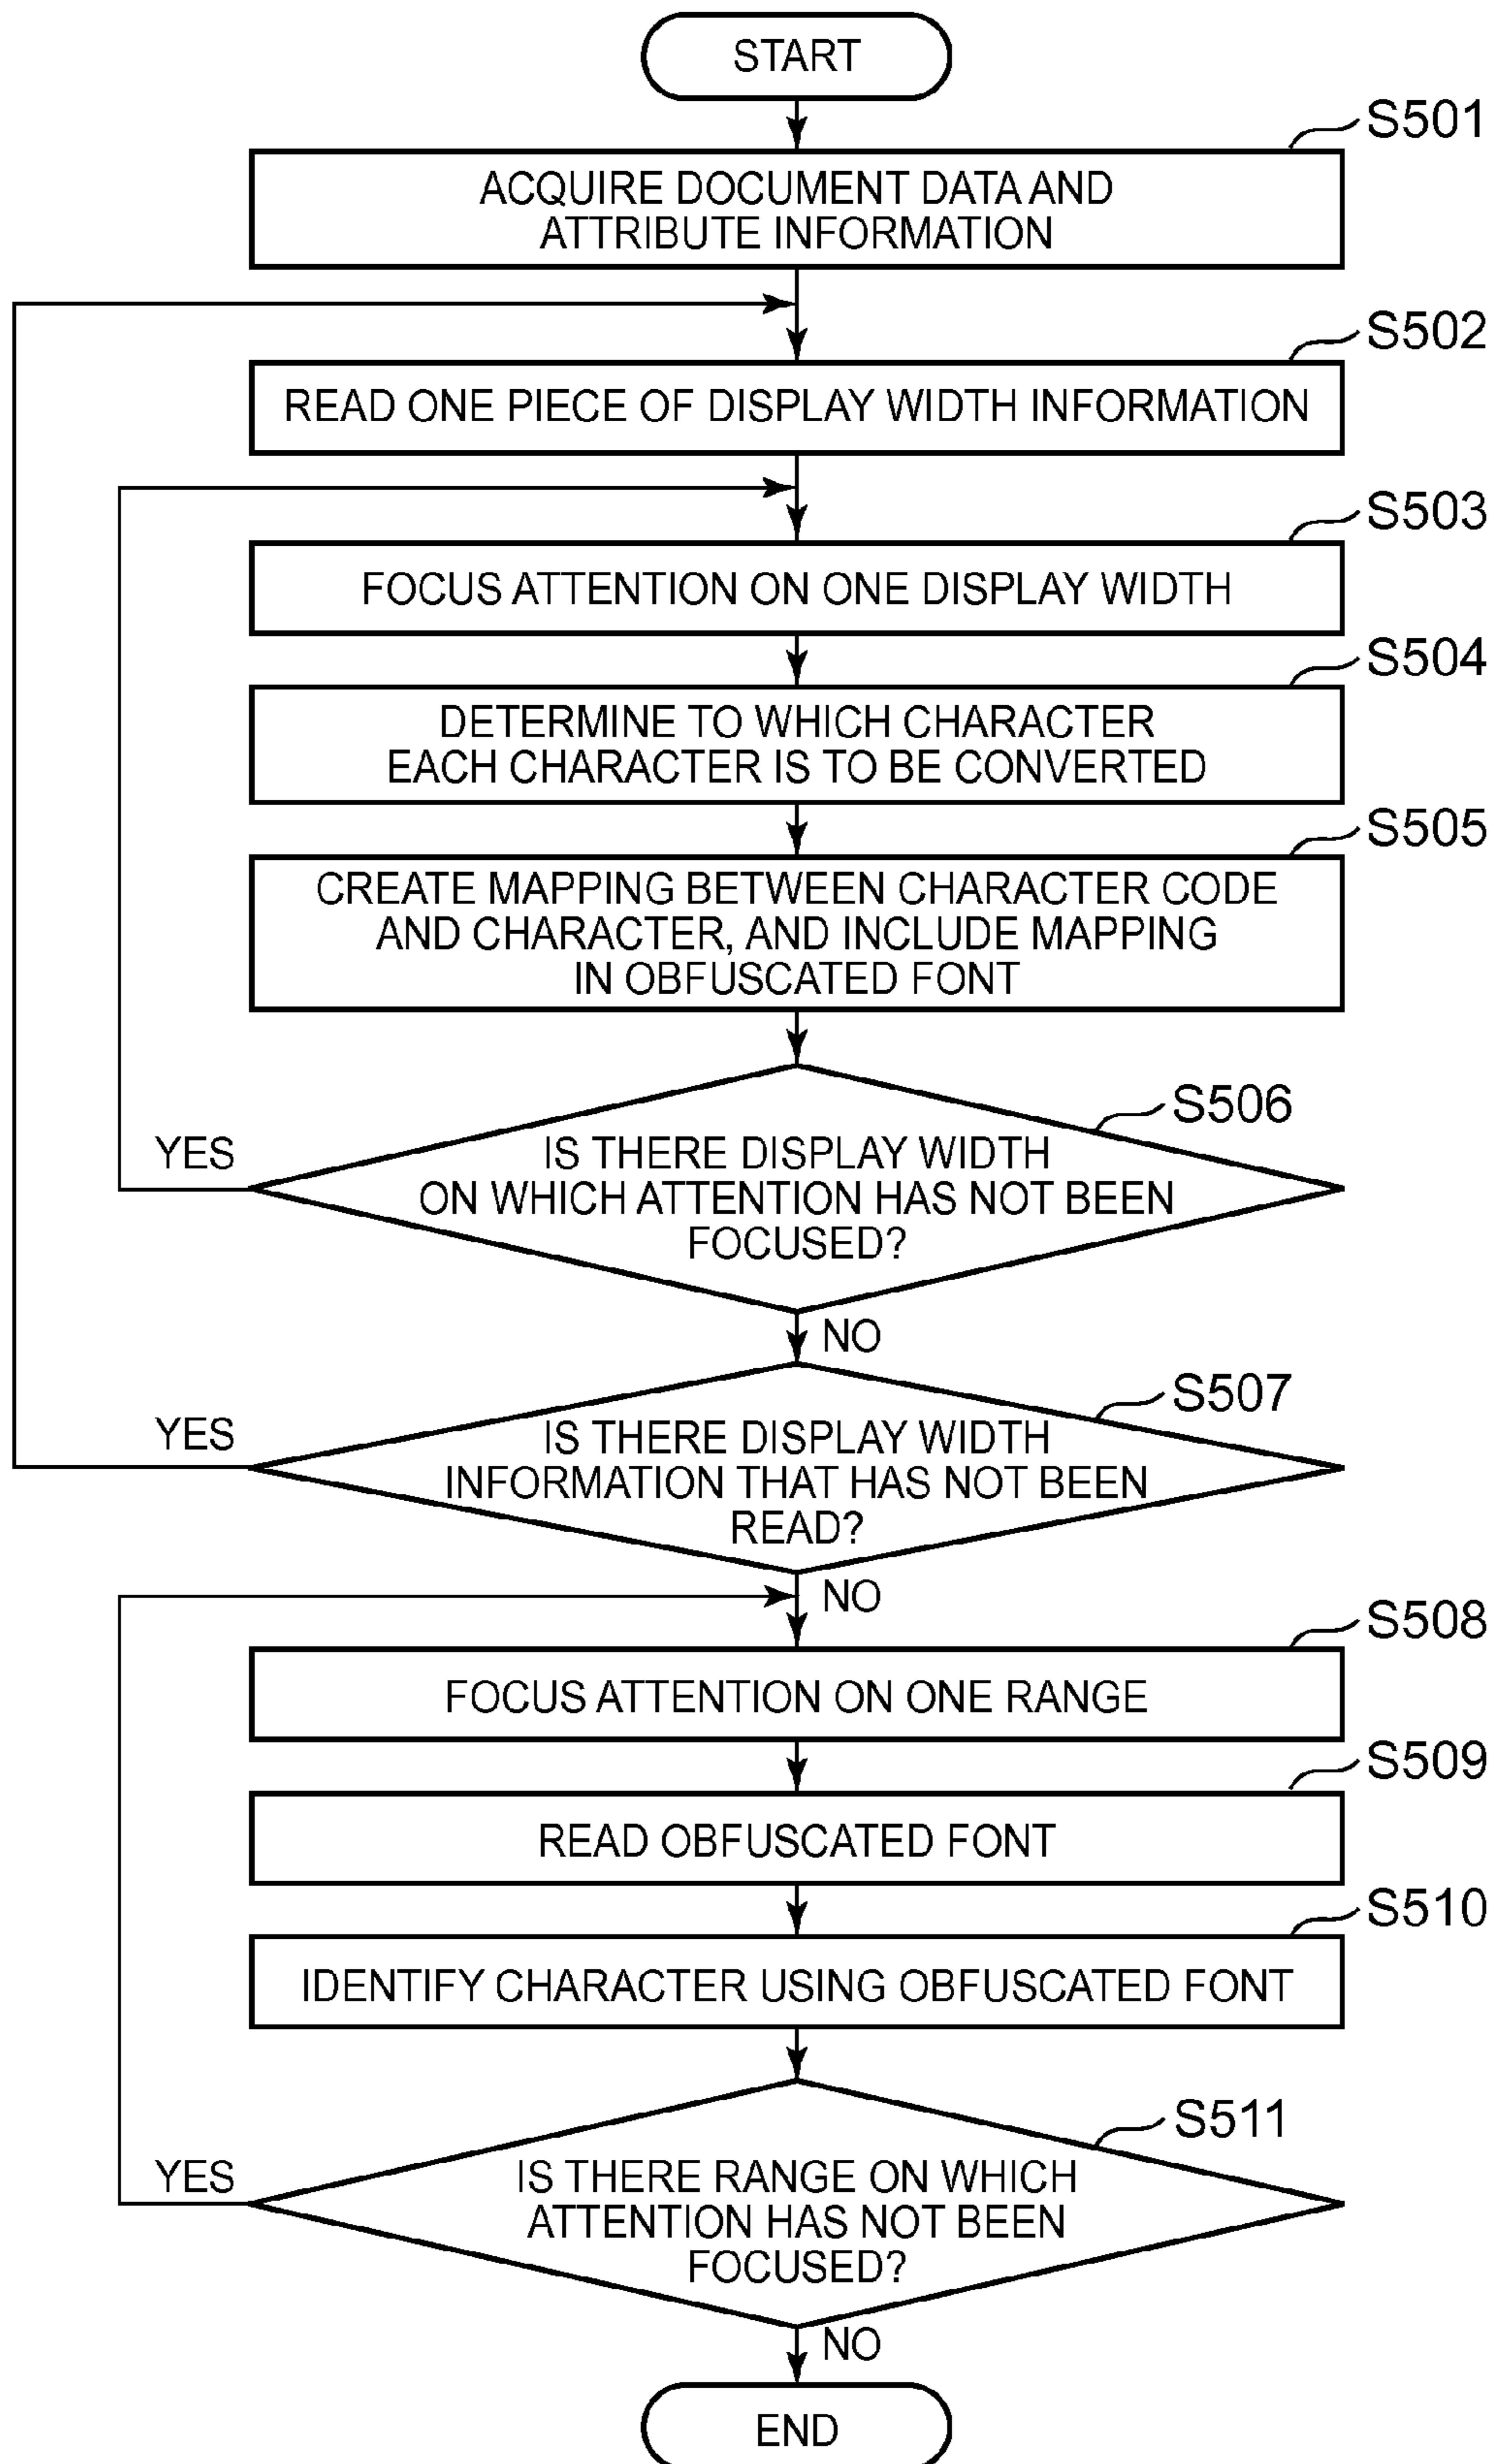 START
S501
ACQUIRE DOCUMENT DATA AND
ATTRIBUTE INFORMATION
S502
READ ONE PIECE OF DISPLAY WIDTH INFORMATION
S503
FOCUS ATTENTION ON ONE DISPLAY WIDTH
S504
DETERMINE TO WHICH CHARACTER
EACH CHARACTER IS TO BE CONVERTED
S505
CREATE MAPPING BETWEEN CHARACTER CODE
AND CHARACTER, AND INCLUDE MAPPING
IN OBFUSCATED FONT
S506
YES
IS THERE DISPLAY WIDTH
ON WHICH ATTENTION HAS NOT BEEN
FOCUSED?
NO
S507
YES
IS THERE DISPLAY WIDTH
INFORMATION THAT HAS NOT BEEN
READ?
NO
S508
FOCUS ATTENTION ON ONE RANGE
S509
READ OBFUSCATED FONT
S510
IDENTIFY CHARACTER USING OBFUSCATED FONT
S511
YES
IS THERE RANGE ON WHICH
ATTENTION HAS NOT BEEN
FOCUSED?
NO
END